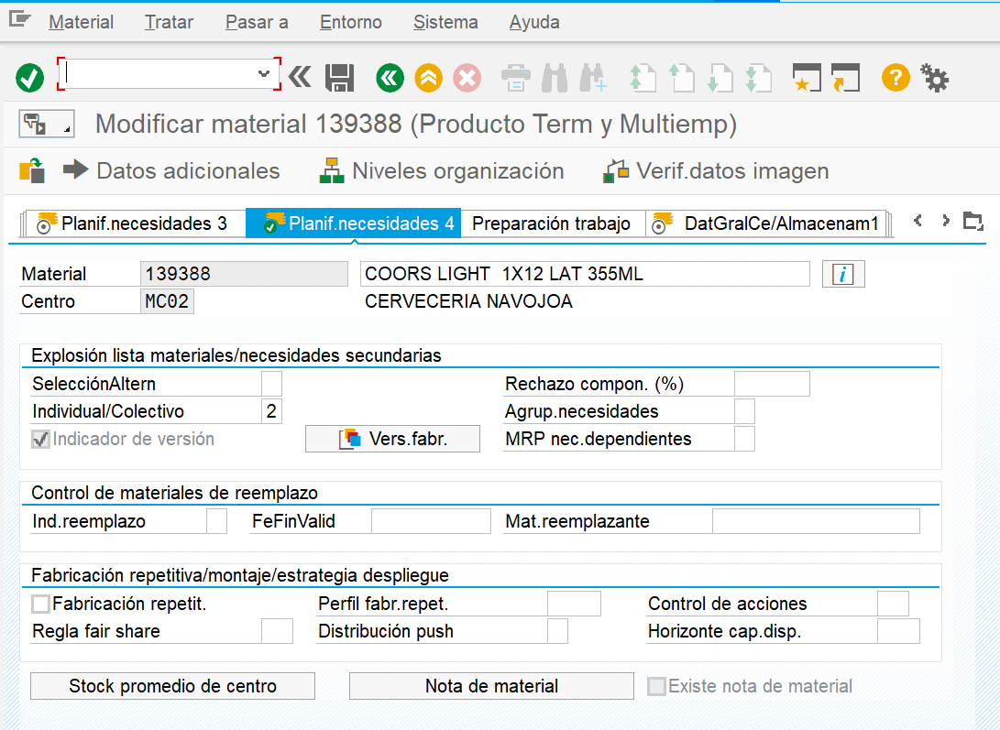 Material Tratar Pasar a Entorno Sistema Ayuda
Modificar material 139388 (Producto Term y Multiemp)
Datos adicionales Niveles organización Verif.datos imagen
Planif.necesidades 3 Planif.necesidades 4 Preparación trabajo DatGralCe/Almacenam1
Material 139388 COORS LIGHT 1X12 LAT 355ML
Centro MC02 CERVECERIA NAVOJOA
Explosión lista materiales/necesidades secundarias
SelecciónAltern Rechazo compon. (%)
Individual/Colectivo 2 Agrup.necesidades
Indicador de versión Vers.fabr. MRP nec.dependientes
Control de materiales de reemplazo
Ind.reemplazo FeFinValid Mat.reemplazante
Fabricación repetitiva/montaje/estrategia despliegue
Fabricación repetit. Perfil fabr.repet. Control de acciones
Regla fair share Distribución push Horizonte cap.disp.
Stock promedio de centro Nota de material Existe nota de material